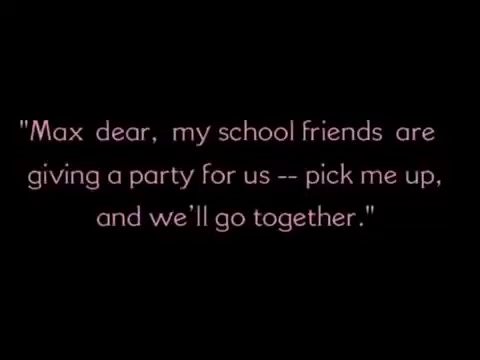 "Max dear, my school friends are
giving a party for us -- pick me up,
and we'll go together."